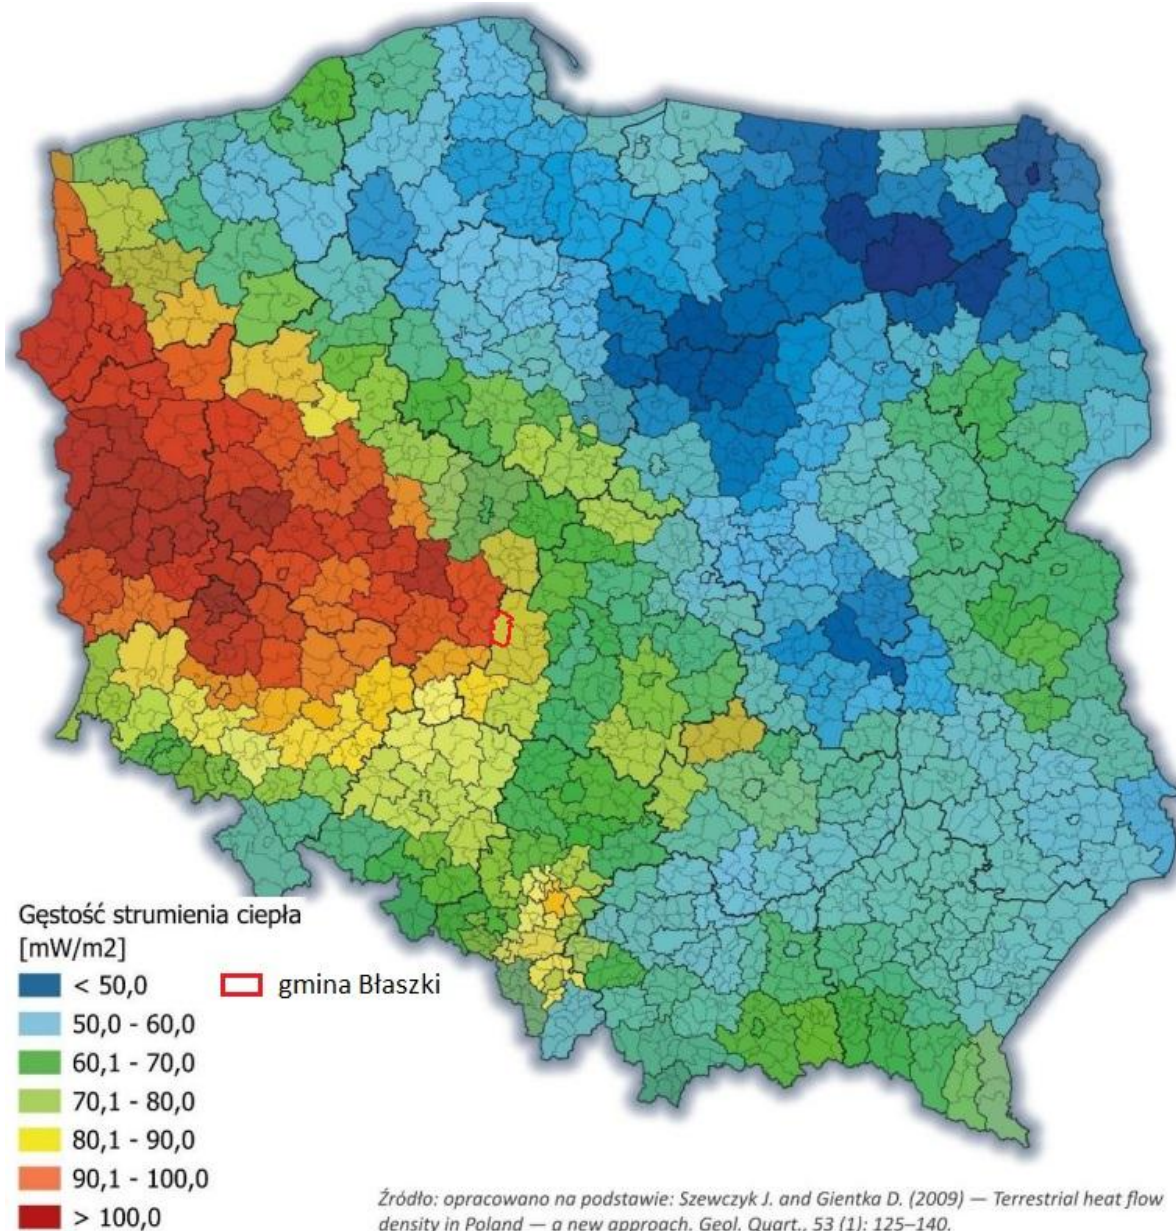 Gęstość strumienia ciepła
[mW/m2]
< 50,0
gmina Błaszki
50,0 - 60,0
60,1 - 70,0
70,1 - 80,0
80,1 - 90,0
90,1 - 100,0
> 100,0
Źródło: opracowano na podstawie: Szewczyk J. and Gientka D. (2009) — Terrestrial heat flow
density in Poland — a new approach. Geol. Quart., 53 (1): 125–140.